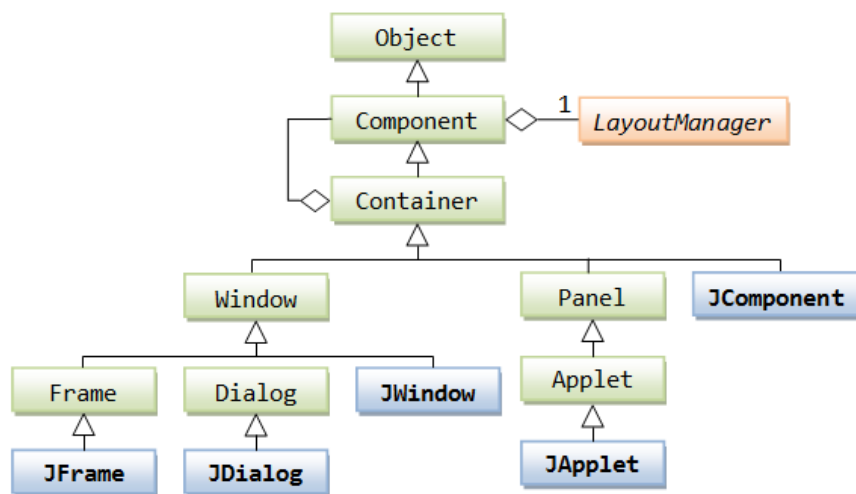 Object
1
Component
LayoutManager
Container
Window
Panel
JComponent
Frame
Dialog
JWindow
Applet
JFrame
JDialog
JApplet